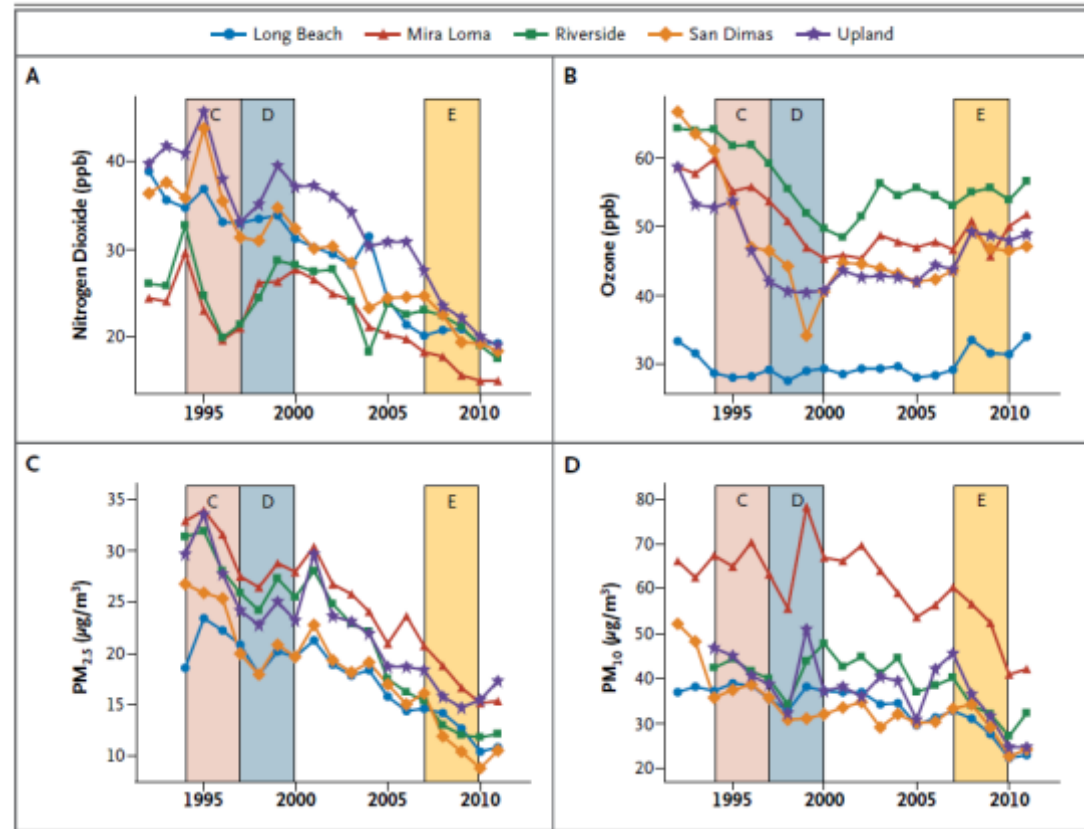 Long Beach Mira Loma Riverside San Dimas Upland
A
C D E
Nitrogen Dioxide (ppb)
40
30
20
1995 2000 2005 2010
B
C D E
Ozone (ppb)
60
50
40
30
1995 2000 2005 2010
C
C D E
PM2.5 (µg/m³)
35
30
25
20
15
10
1995 2000 2005 2010
D
C D E
PM10 (µg/m³)
80
70
60
50
40
30
20
1995 2000 2005 2010